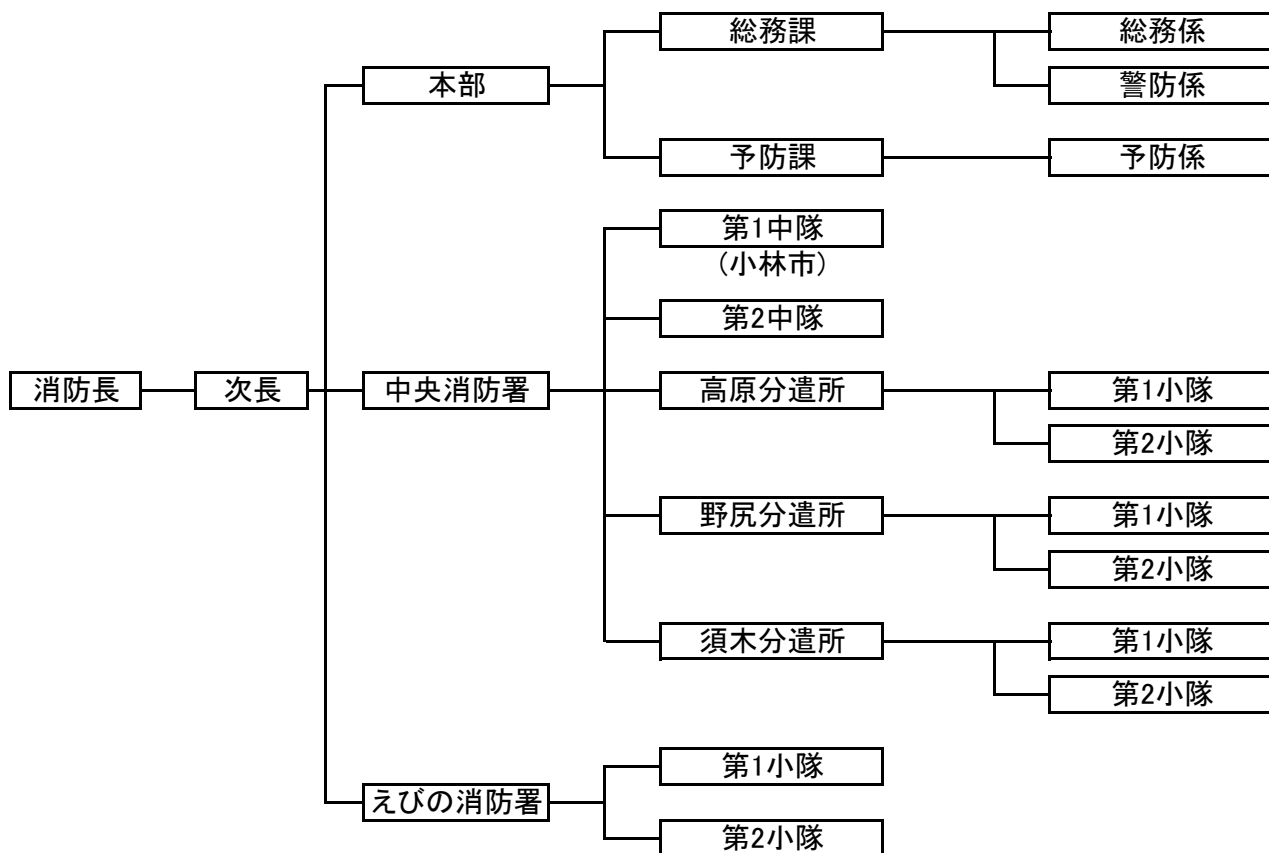 総務課
総務係
本部
警防係
予防課
予防係
第1中隊
(小林市)
第2中隊
消防長
次長
中央消防署
高原分遣所
第1小隊
第2小隊
野尻分遣所
第1小隊
第2小隊
須木分遣所
第1小隊
第2小隊
えびの消防署
第1小隊
第2小隊